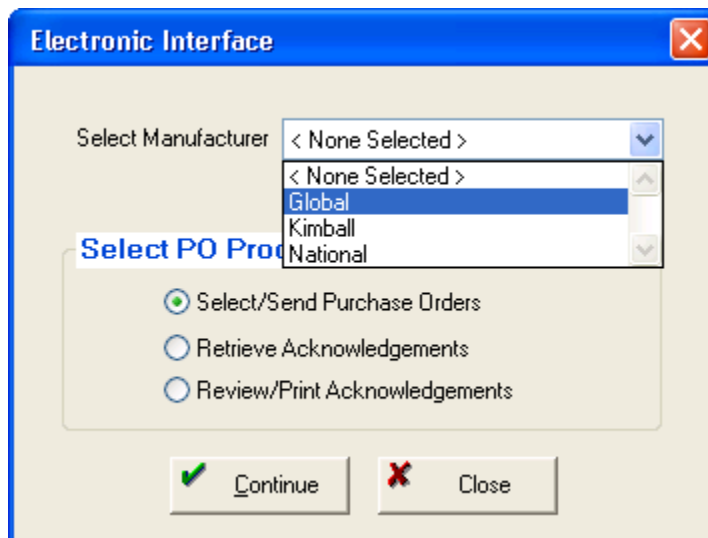 Electronic Interface
Select Manufacturer < None Selected >
< None Selected >
Global
Kimball
National
Select PO
Select/Send Purchase Orders
Retrieve Acknowledgements
Review/Print Acknowledgements
Continue Close